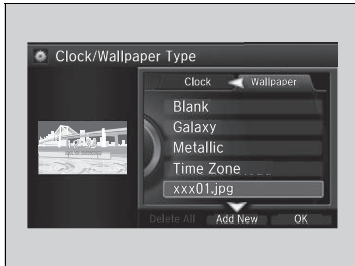 Clock/Wallpaper Type
Clock Wallpaper
Blank
Galaxy
Metallic
Time Zone
xxx01.jpg
Delete All Add New OK